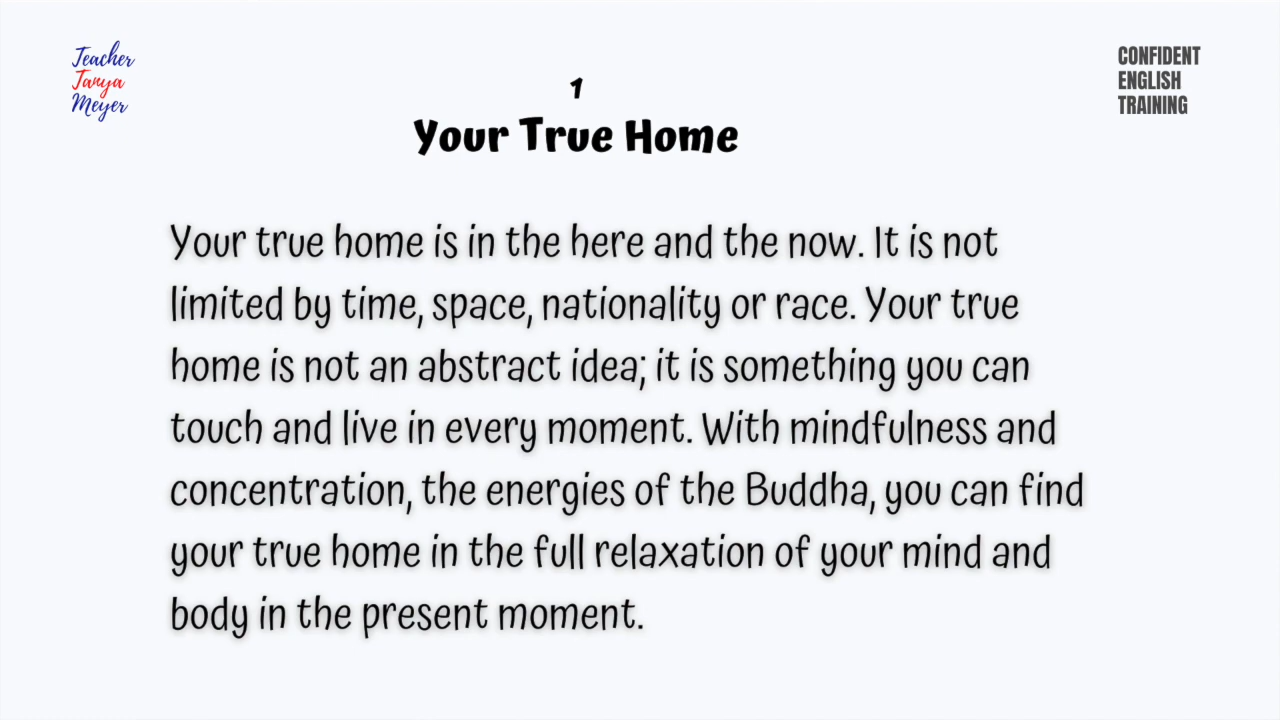 Teacher
Tanya
Meyer
CONFIDENT
ENGLISH
TRAINING
1
Your True Home
Your true home is in the here and the now. It is not
limited by time, space, nationality or race. Your true
home is not an abstract idea; it is something you can
touch and live in every moment. With mindfulness and
concentration, the energies of the Buddha, you can find
your true home in the full relaxation of your mind and
body in the present moment.